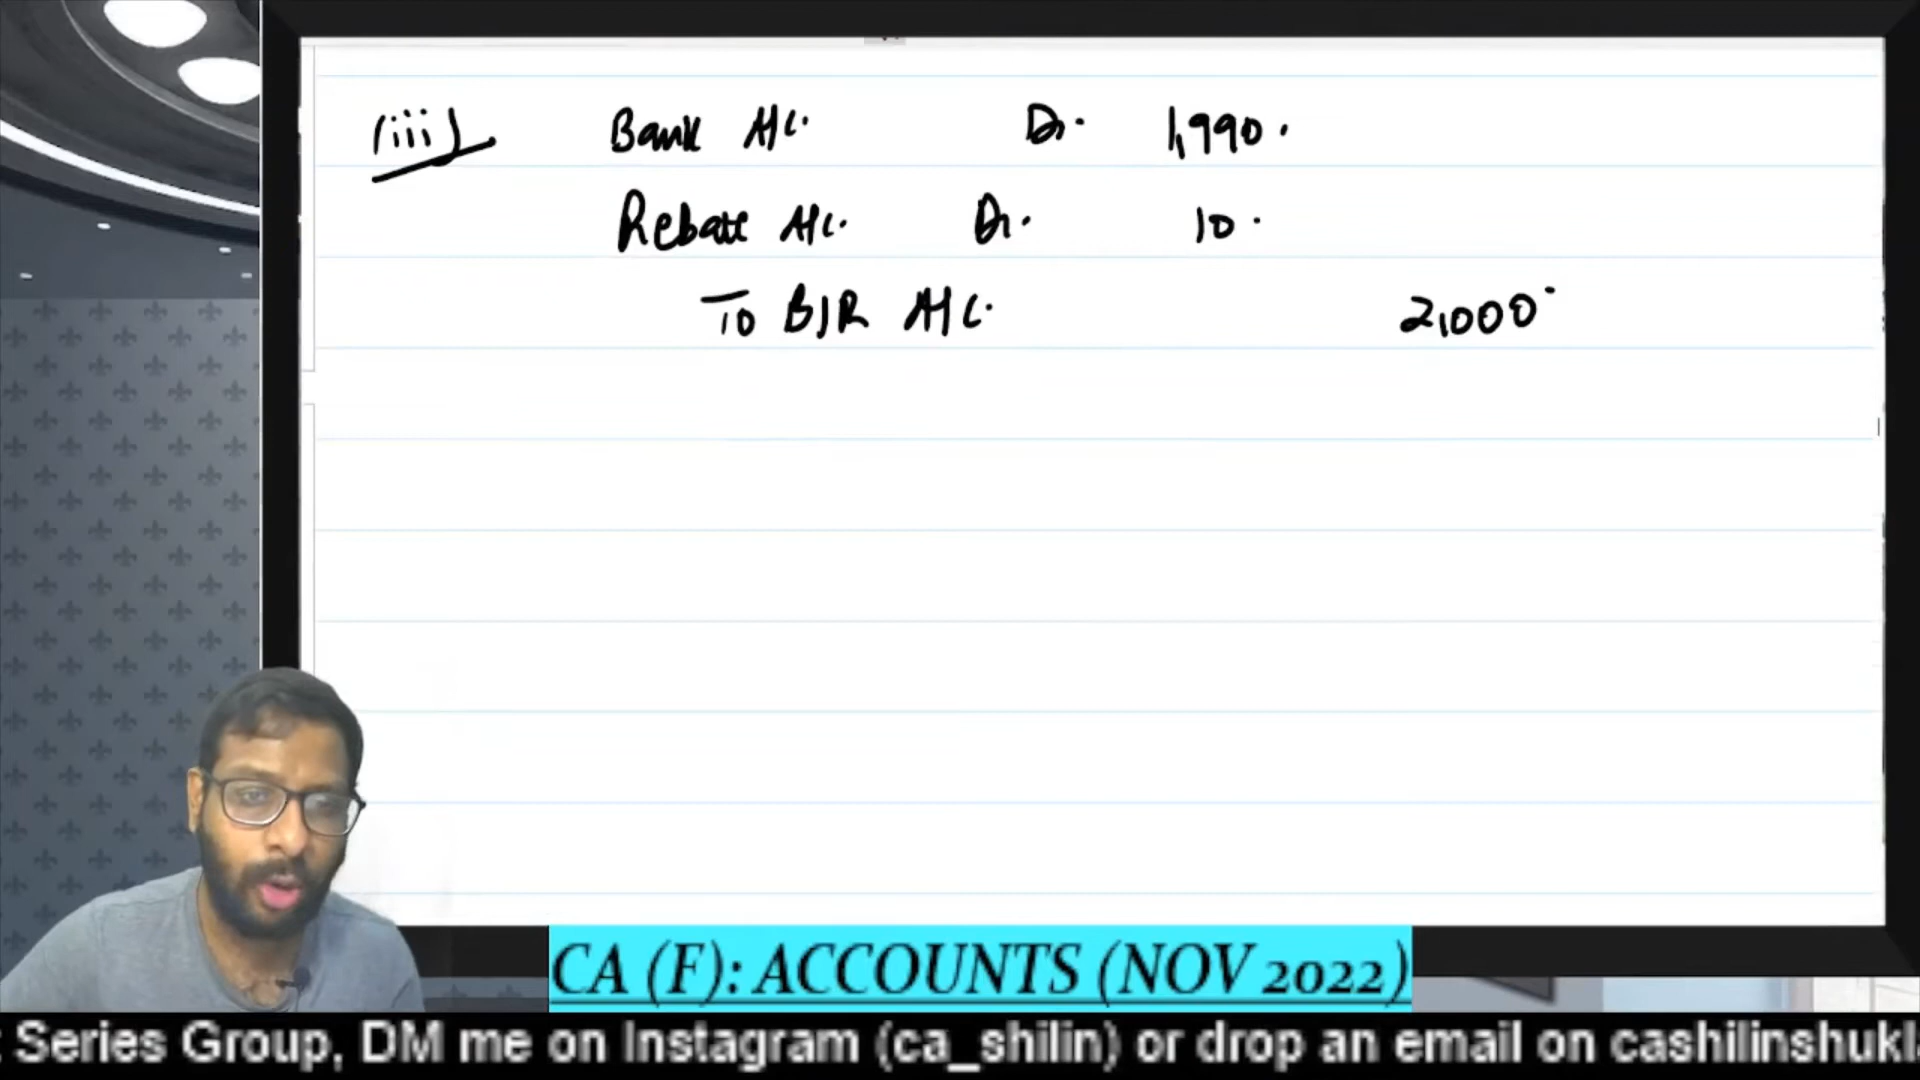 (iii) Bank A/c. Dr. 1,990.
Rebate A/c. Dr. 10.
To B/R A/c. 2,000
CA (F): ACCOUNTS (NOV 2022)
: Series Group, DM me on Instagram (ca_shilin) or drop an email on cashilinshukl